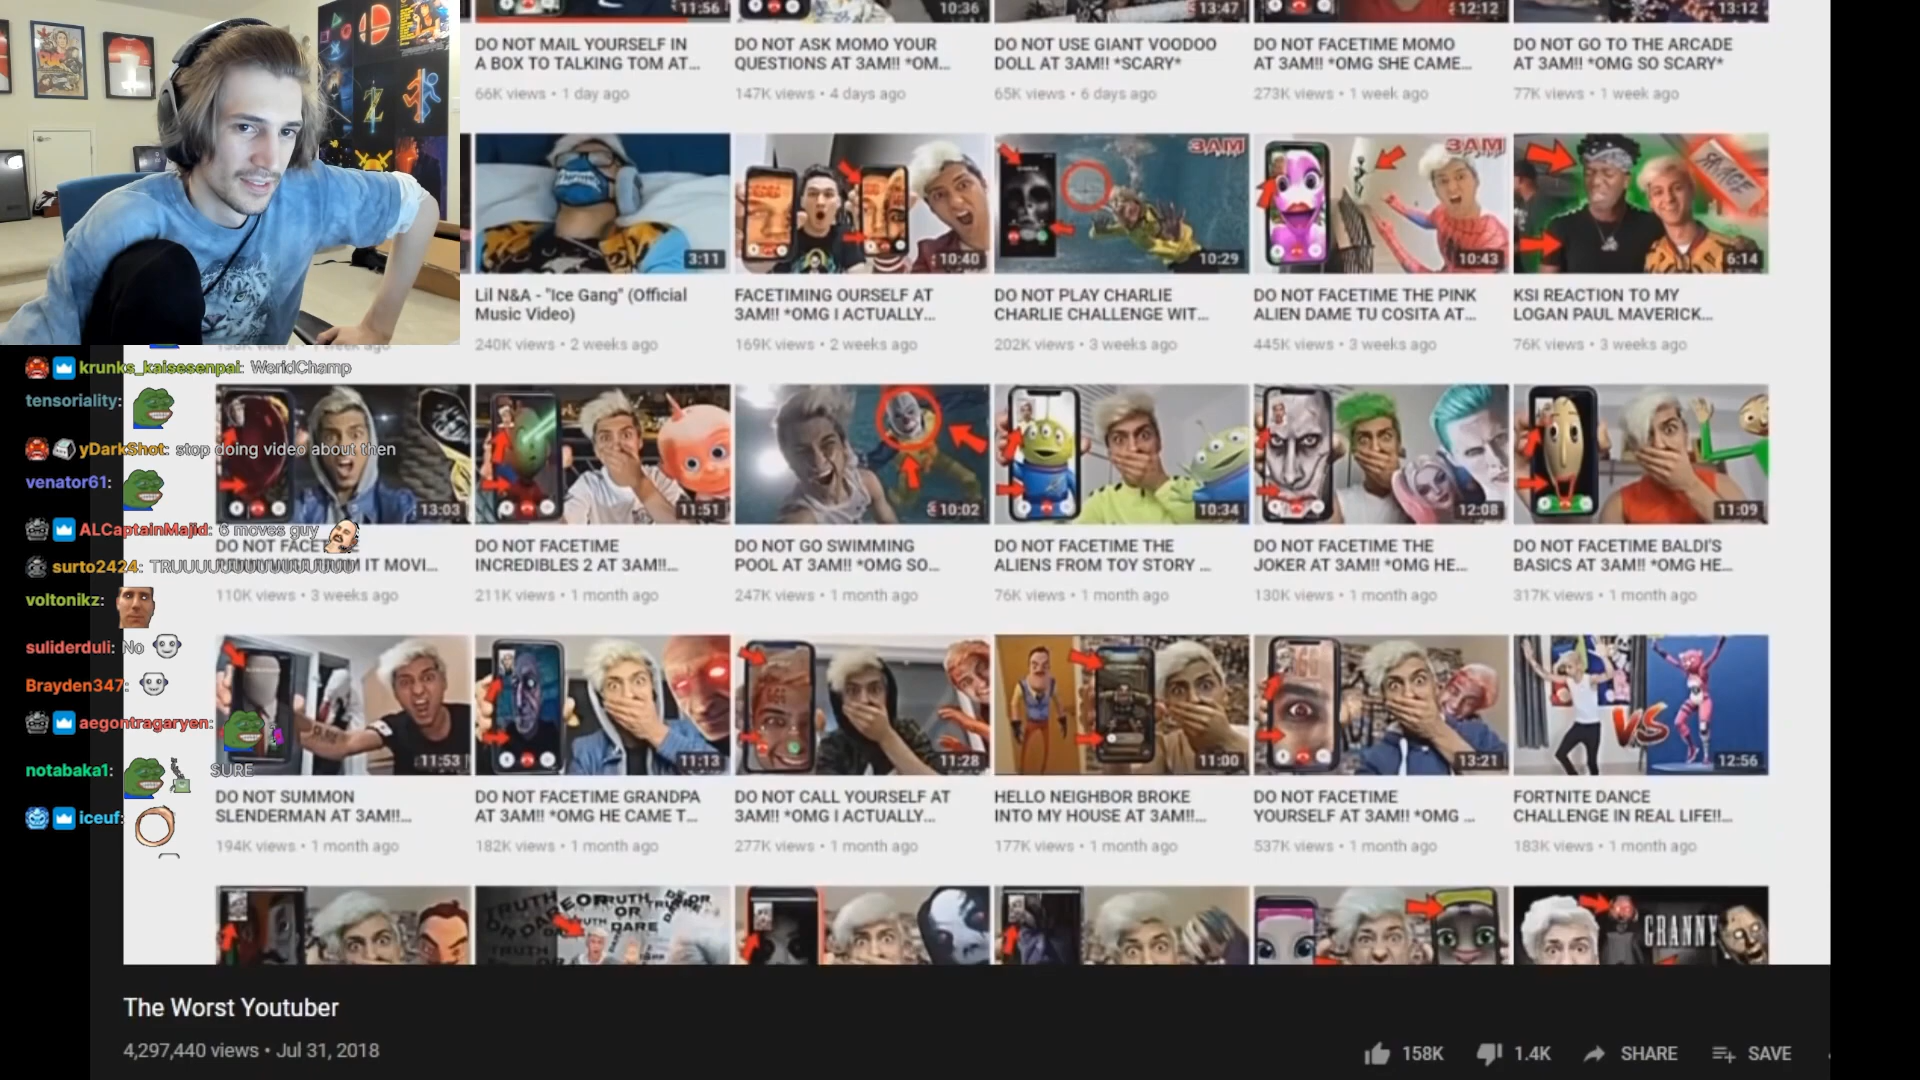 11:56
10:36
13:47
12:12
13:12
DO NOT MAIL YOURSELF IN
A BOX TO TALKING TOM AT...
66K views • 1 day ago
DO NOT ASK MOMO YOUR
QUESTIONS AT 3AM!! *OM...
147K views • 4 days ago
DO NOT USE GIANT VOODOO
DOLL AT 3AM!! *SCARY*
65K views • 6 days ago
DO NOT FACETIME MOMO
AT 3AM!! *OMG SHE CAME...
273K views • 1 week ago
DO NOT GO TO THE ARCADE
AT 3AM!! *OMG SO SCARY*
77K views • 1 week ago
3:11
10:40
3AM
10:29
3AM
10:43
SAVAGE
6:14
Lil N&A - "Ice Gang" (Official
Music Video)
240K views • 2 weeks ago
FACETIMING OURSELF AT
3AM!! *OMG I ACTUALLY...
169K views • 2 weeks ago
DO NOT PLAY CHARLIE
CHARLIE CHALLENGE WIT...
202K views • 3 weeks ago
DO NOT FACETIME THE PINK
ALIEN DAME TU COSITA AT...
445K views • 3 weeks ago
KSI REACTION TO MY
LOGAN PAUL MAVERICK...
76K views • 3 weeks ago
krunks_kaisesenpai: WorldChamp
tensoriality:
yDarkShot: stop doing video about then
venator61:
ALCaptainMajid: 6 moves guy
surto2424:
voltonikz:
suliderduli: No
Brayden347:
aegontragaryen:
notabaka1: SURE
iceuf:
13:03
11:51
10:02
10:34
12:08
11:09
DO NOT FACETIME
IT MOVI...
110K views • 3 weeks ago
DO NOT FACETIME
INCREDIBLES 2 AT 3AM!!...
211K views • 1 month ago
DO NOT GO SWIMMING
POOL AT 3AM!! *OMG SO...
247K views • 1 month ago
DO NOT FACETIME THE
ALIENS FROM TOY STORY ...
76K views • 1 month ago
DO NOT FACETIME THE
JOKER AT 3AM!! *OMG HE...
130K views • 1 month ago
DO NOT FACETIME BALDI'S
BASICS AT 3AM!! *OMG HE...
317K views • 1 month ago
11:53
11:13
11:28
11:00
13:21
VS
12:56
DO NOT SUMMON
SLENDERMAN AT 3AM!!...
194K views • 1 month ago
DO NOT FACETIME GRANDPA
AT 3AM!! *OMG HE CAME T...
182K views • 1 month ago
DO NOT CALL YOURSELF AT
3AM!! *OMG I ACTUALLY...
277K views • 1 month ago
HELLO NEIGHBOR BROKE
INTO MY HOUSE AT 3AM!!...
177K views • 1 month ago
DO NOT FACETIME
YOURSELF AT 3AM!! *OMG ...
537K views • 1 month ago
FORTNITE DANCE
CHALLENGE IN REAL LIFE!!...
183K views • 1 month ago
TRUTH
OR
DARE
GRANNY
The Worst Youtuber
4,297,440 views • Jul 31, 2018
158K
1.4K
SHARE
SAVE